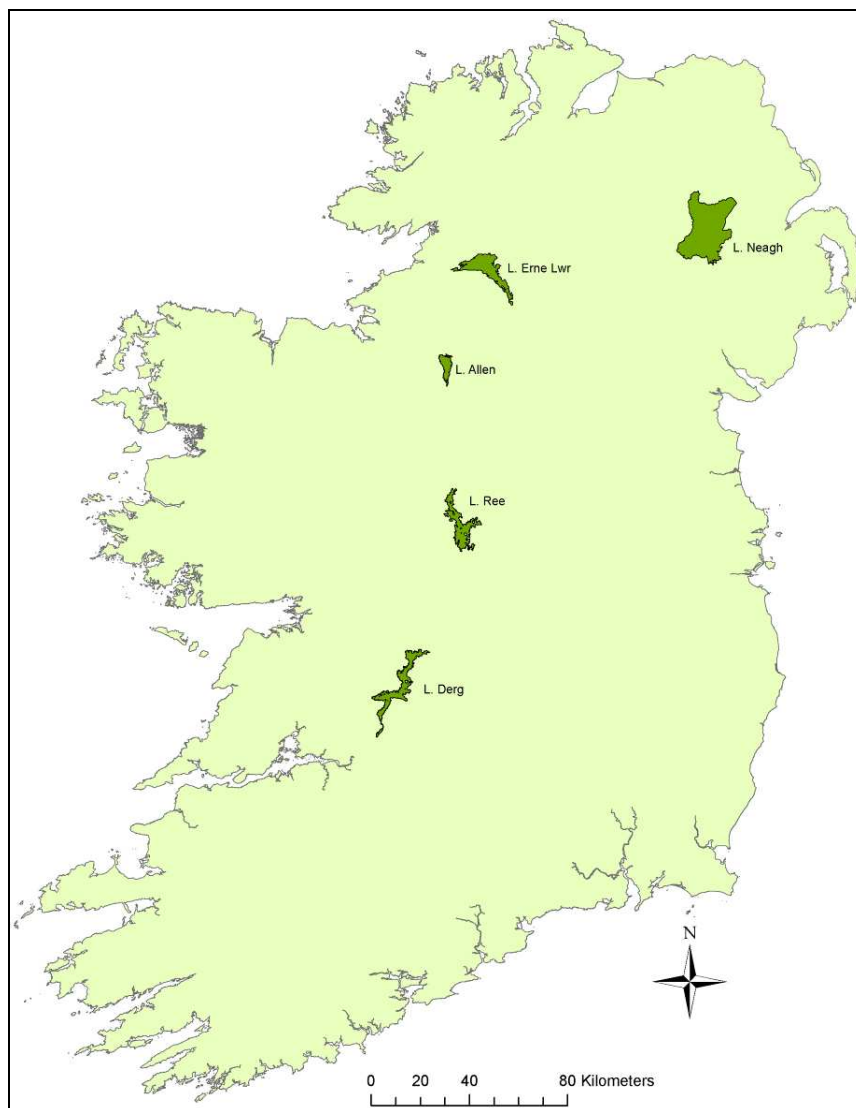 L. Neagh
L. Erne Lwr
L. Allen
L. Ree
L. Derg
N
0 20 40 80 Kilometers